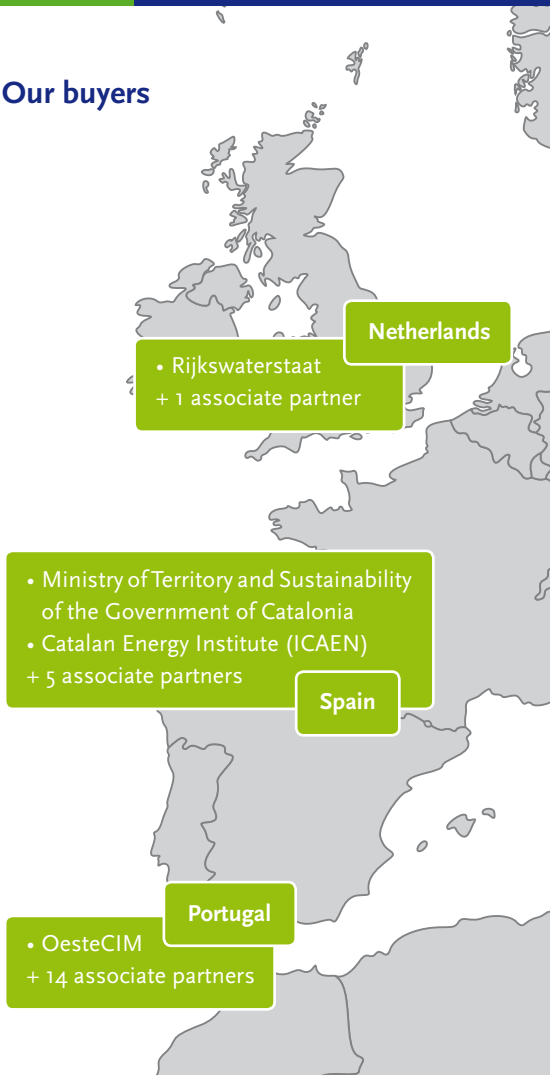 Our buyers
Netherlands
• Rijkswaterstaat
+ 1 associate partner
• Ministry of Territory and Sustainability
of the Government of Catalonia
• Catalan Energy Institute (ICAEN)
+ 5 associate partners
Spain
Portugal
• OesteCIM
+ 14 associate partners